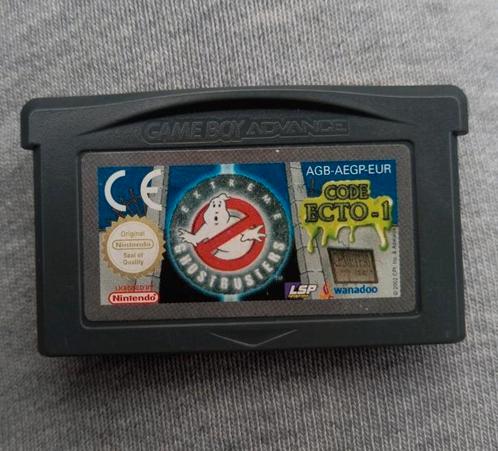 GAME BOY ADVANCE
CE
AGB-AEGP-EUR
EXTREME
GHOSTBUSTERS
CODE
ECTO-1
Original
Nintendo
Seal of
Quality
LICENSED BY
Nintendo
LSP
wanadoo